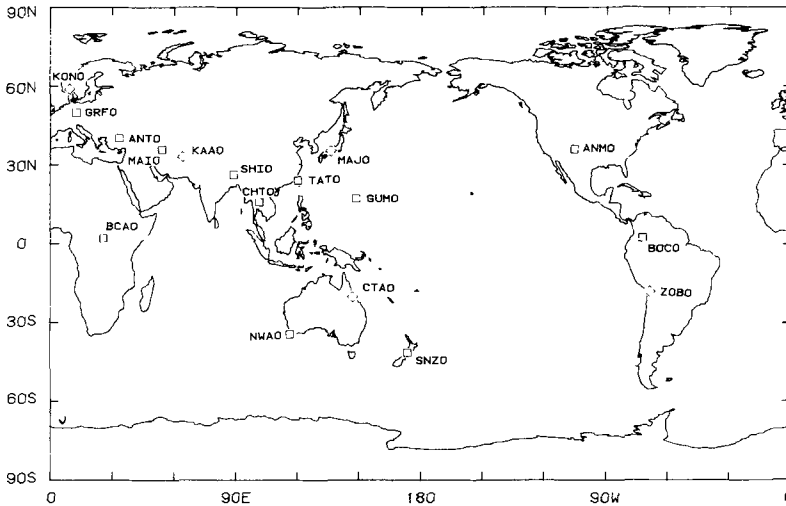 90N
60N
30N
0
30S
60S
90S
KONO
GRFO
ANTO
MAIO
KAAO
SHIO
CHTO
TATO
MAJO
GUMO
BCAO
CTAO
NWAO
SNZO
ANMO
BOCO
ZOBO
0
90E
180
90W